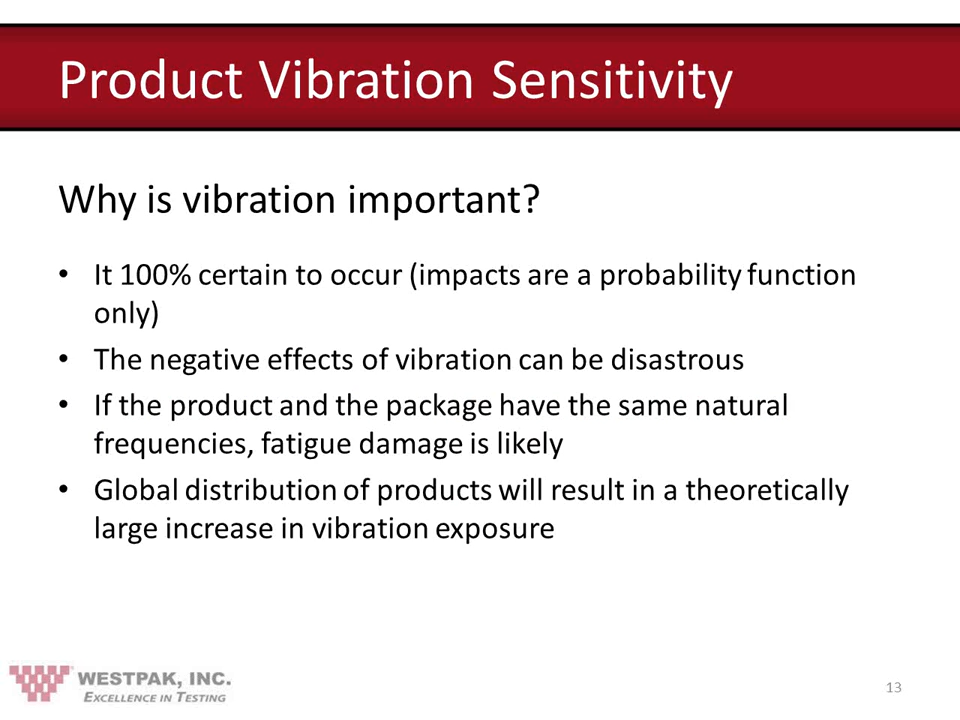 Product Vibration Sensitivity
Why is vibration important?
• It 100% certain to occur (impacts are a probability function
only)
• The negative effects of vibration can be disastrous
• If the product and the package have the same natural
frequencies, fatigue damage is likely
• Global distribution of products will result in a theoretically
large increase in vibration exposure
WESTPAK, INC.
EXCELLENCE IN TESTING
13